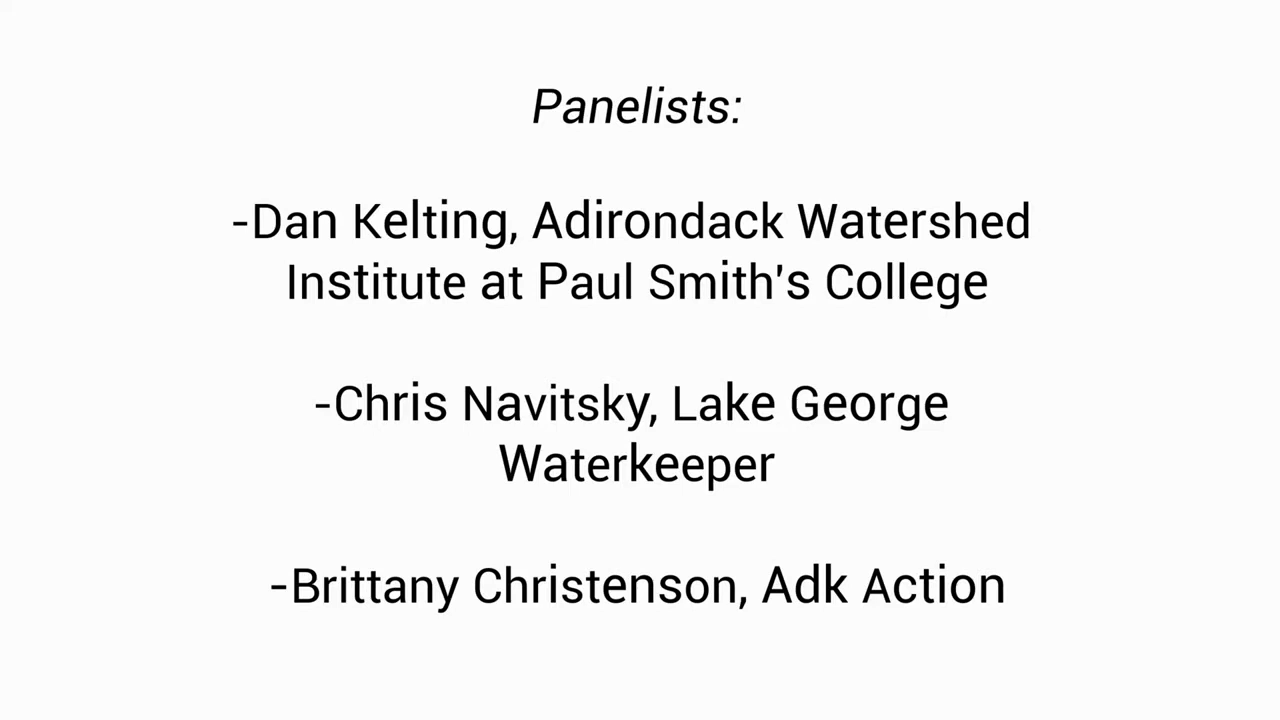 Panelists:
-Dan Kelting, Adirondack Watershed
Institute at Paul Smith's College
-Chris Navitsky, Lake George
Waterkeeper
-Brittany Christenson, Adk Action